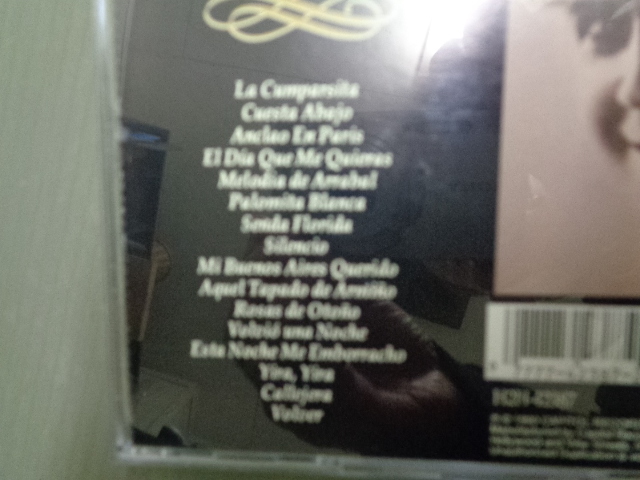 La Cumparsita
Cuesta Abajo
Anclao En Paris
El Día Que Me Quieras
Melodia de Arrabal
Palomita Blanca
Senda Florida
Silencio
Mi Buenos Aires Querido
Aquel Tapado de Armiño
Rosas de Otoño
Volvió una Noche
Esta Noche Me Emborracho
Yira, Yira
Callejera
Volver